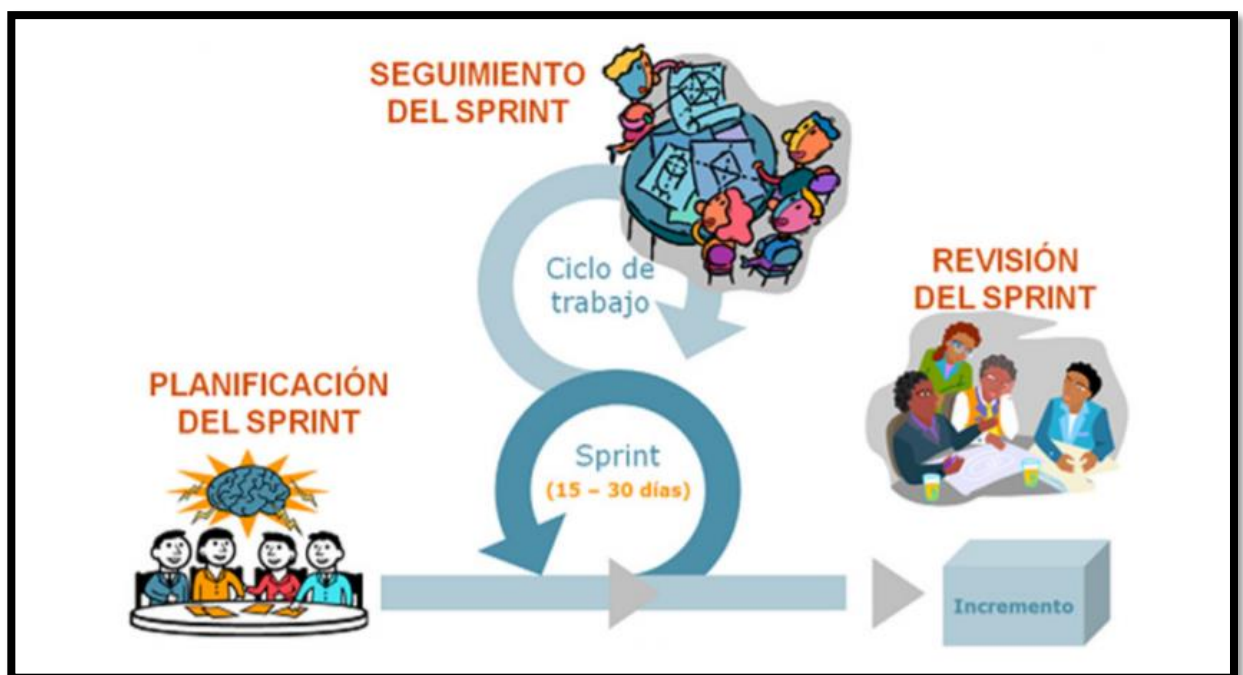 SEGUIMIENTO
DEL SPRINT
Ciclo de
trabajo
REVISIÓN
DEL SPRINT
PLANIFICACIÓN
DEL SPRINT
Sprint
(15 – 30 días)
Incremento